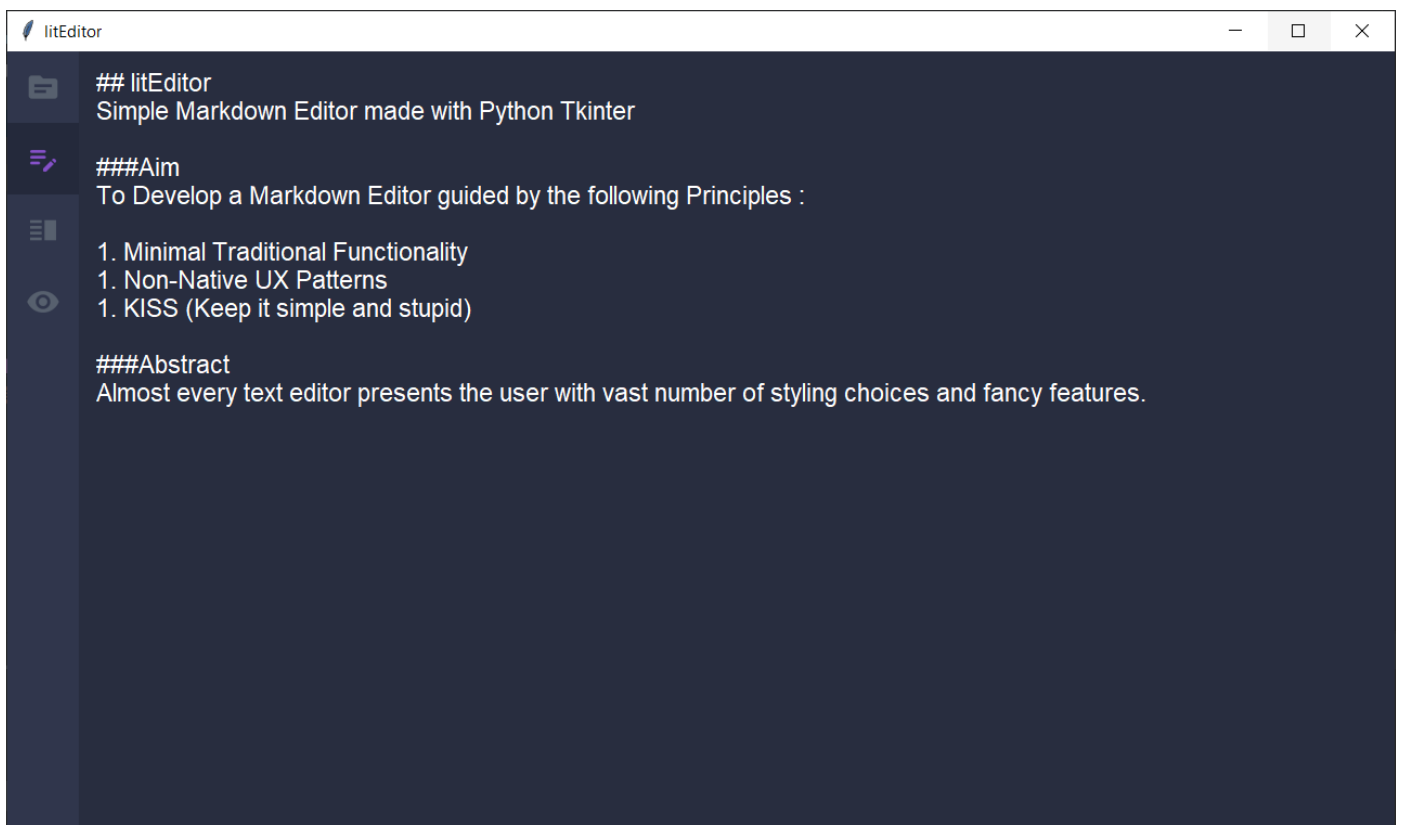 litEditor
## litEditor
Simple Markdown Editor made with Python Tkinter
###Aim
To Develop a Markdown Editor guided by the following Principles :
1. Minimal Traditional Functionality
1. Non-Native UX Patterns
1. KISS (Keep it simple and stupid)
###Abstract
Almost every text editor presents the user with vast number of styling choices and fancy features.